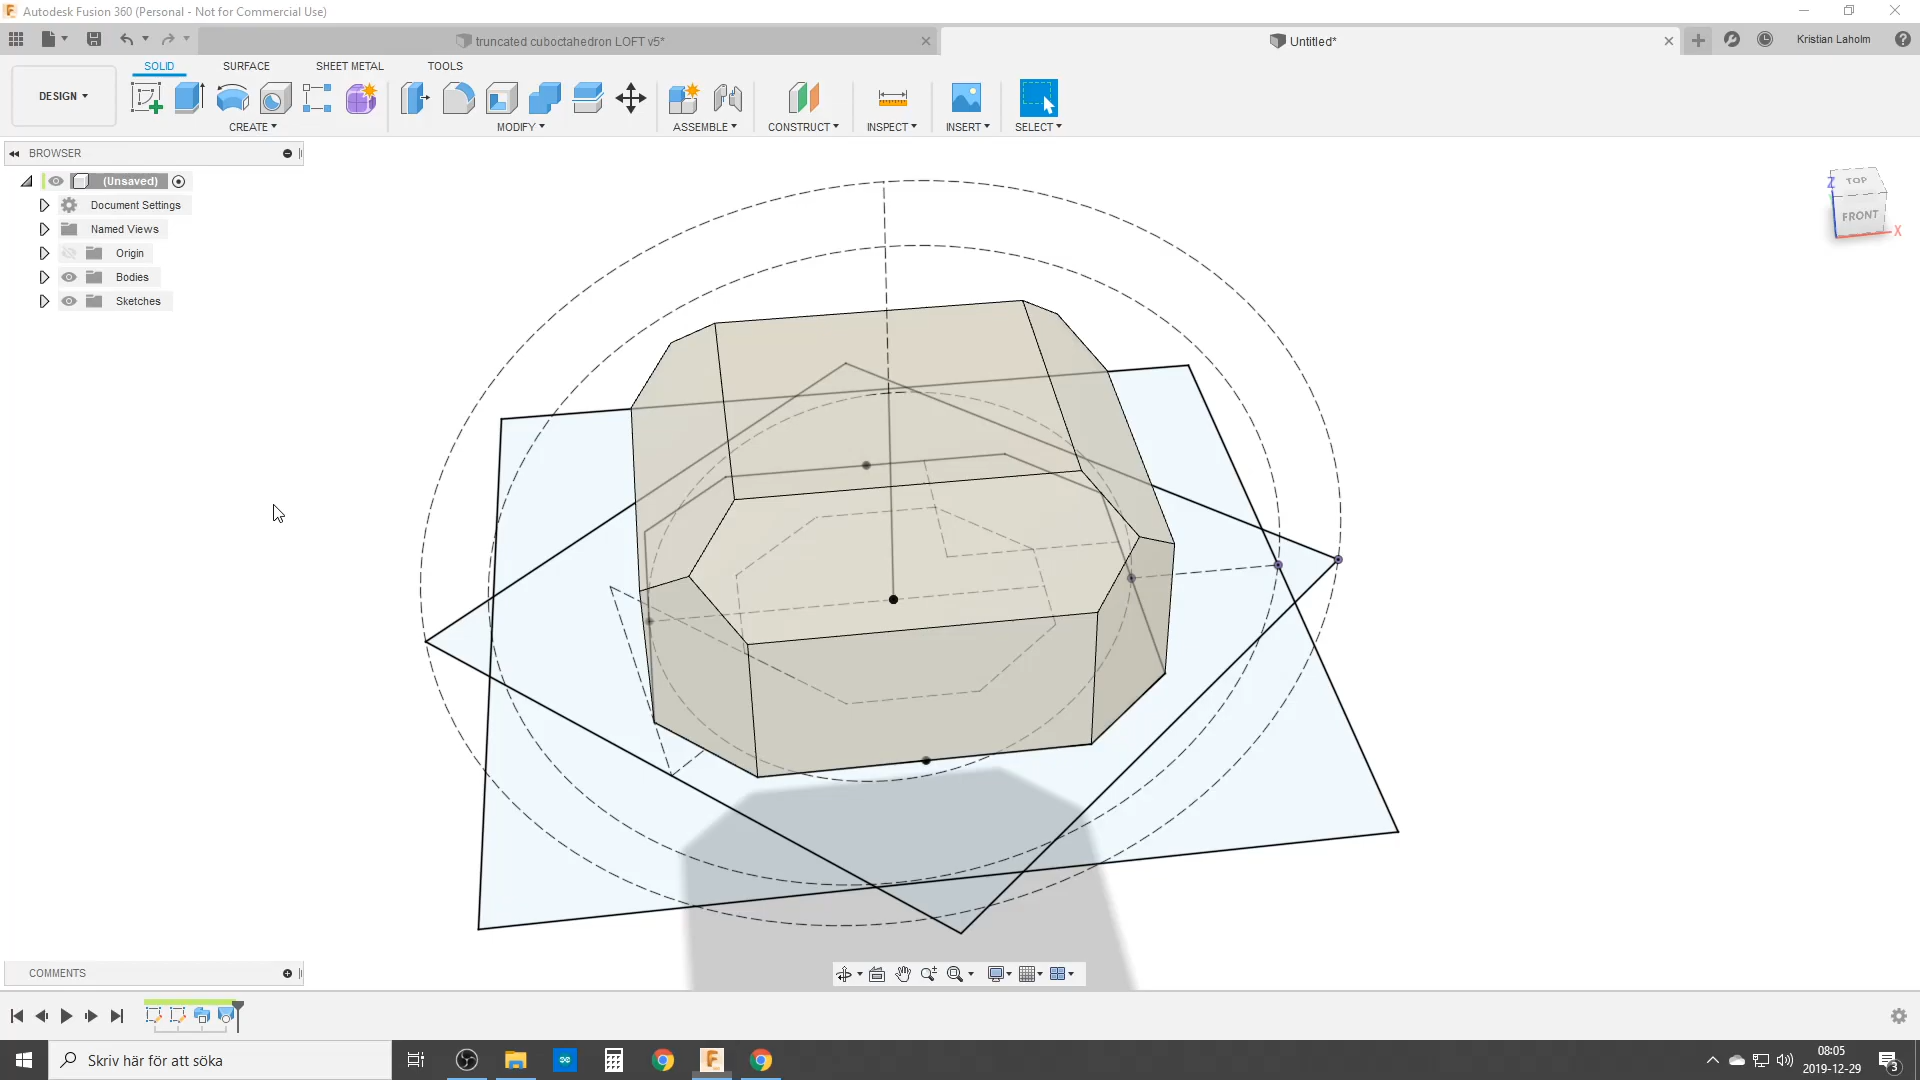 Autodesk Fusion 360 (Personal - Not for Commercial Use)
truncated cuboctahedron LOFT v5*
Untitled*
Kristian Laholm
DESIGN
SOLID
SURFACE
SHEET METAL
TOOLS
CREATE
MODIFY
ASSEMBLE
CONSTRUCT
INSPECT
INSERT
SELECT
BROWSER
(Unsaved)
Document Settings
Named Views
Origin
Bodies
Sketches
TOP
FRONT
Z
X
COMMENTS
Skriv här för att söka
08:05
2019-12-29
3